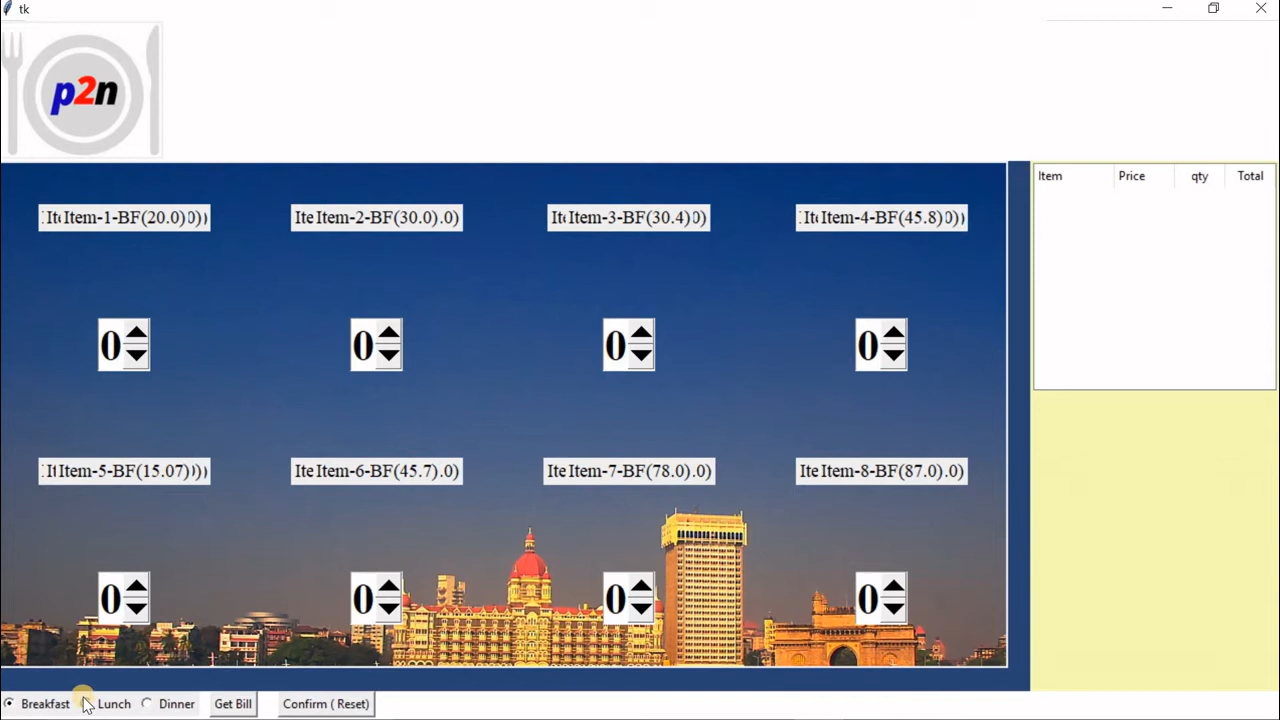 tk
p2n
Item Price qty Total
Item-1-BF(20.0) Item-2-BF(30.0) Item-3-BF(30.4) Item-4-BF(45.8)
0 0 0 0
Item-5-BF(15.07) Item-6-BF(45.7) Item-7-BF(78.0) Item-8-BF(87.0)
0 0 0 0
Breakfast Lunch Dinner Get Bill Confirm ( Reset)